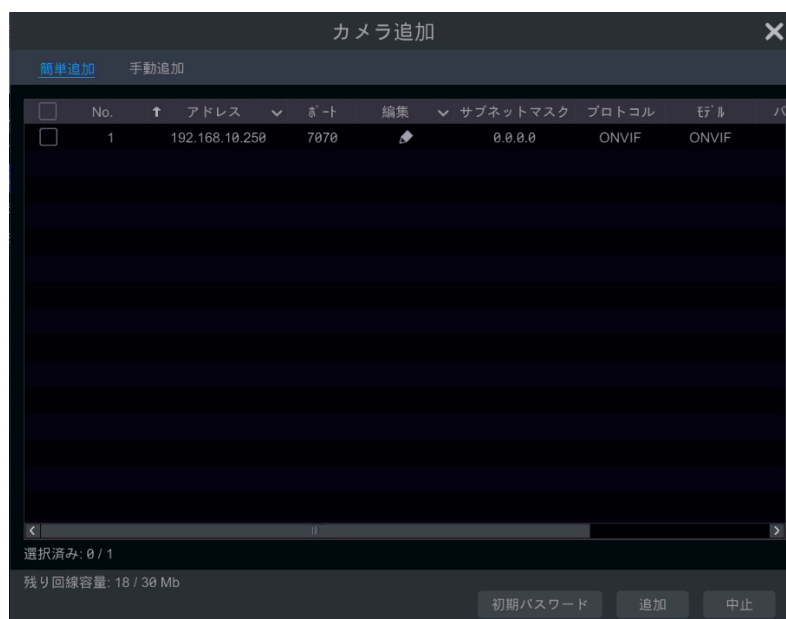 カメラ追加
簡単追加 手動追加
No. アドレス ﾎﾟｰﾄ 編集 サブネットマスク プロトコル ﾓﾃﾞﾙ
1 192.168.10.250 7070 0.0.0.0 ONVIF ONVIF
選択済み: 0 / 1
残り回線容量: 18 / 30 Mb
初期パスワード 追加 中止